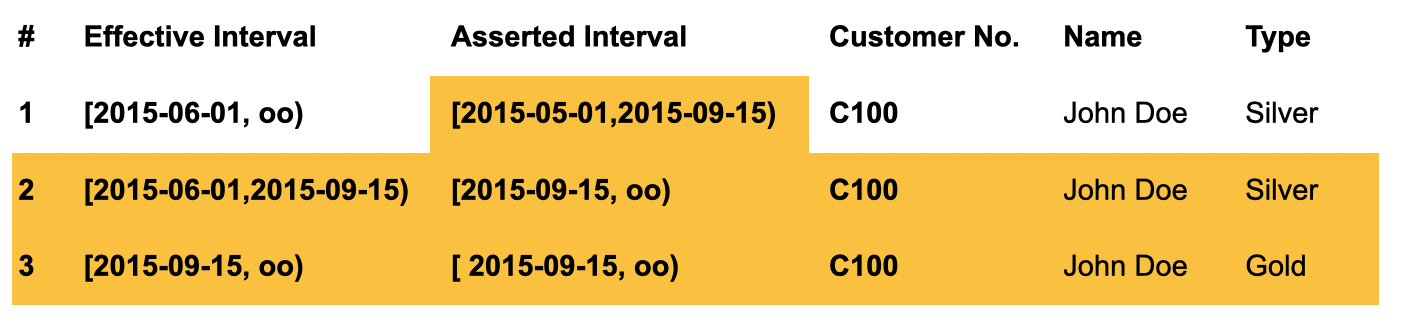 # Effective Interval Asserted Interval Customer No. Name Type
1 [2015-06-01, oo) [2015-05-01,2015-09-15) C100 John Doe Silver
2 [2015-06-01,2015-09-15) [2015-09-15, oo) C100 John Doe Silver
3 [2015-09-15, oo) [ 2015-09-15, oo) C100 John Doe Gold